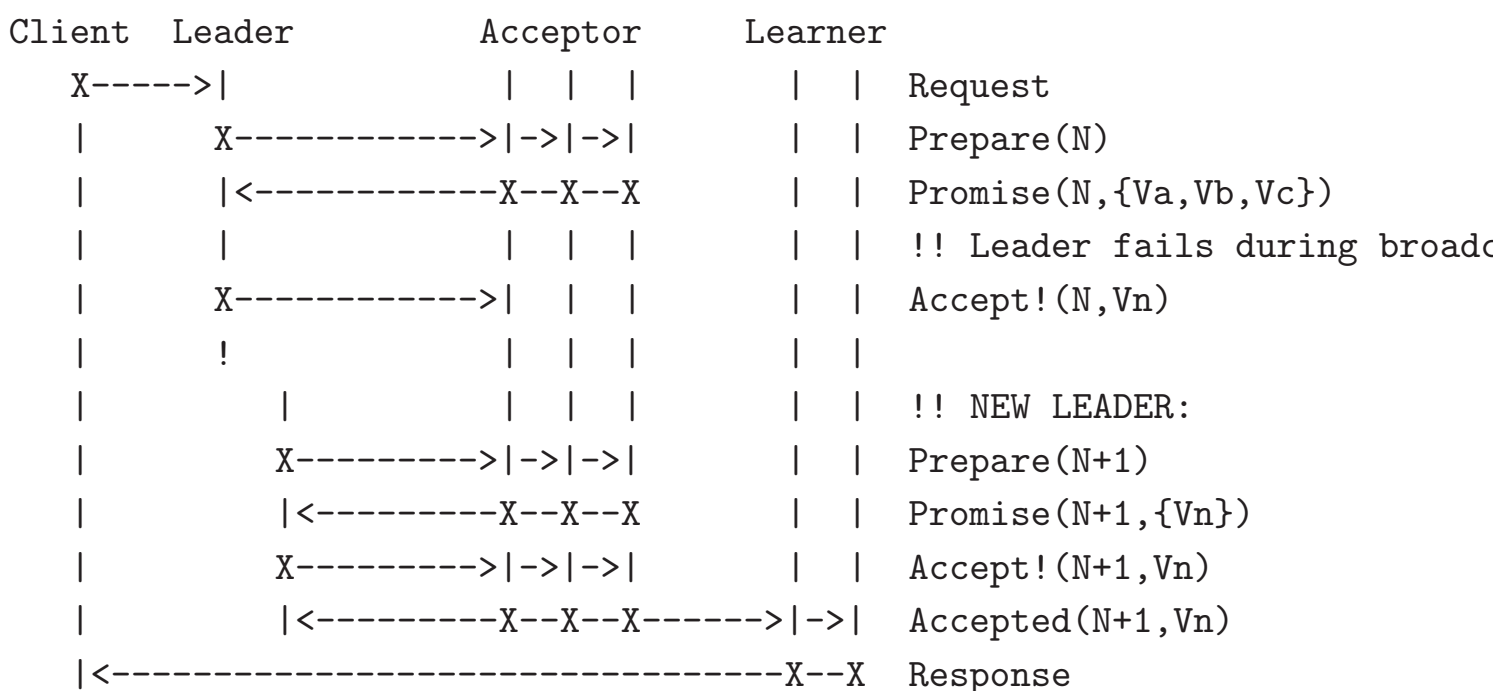 Client Leader Acceptor Learner
X----->| | | | | | Request
| X------------>|->|->| | | Prepare(N)
| |<------------X--X--X | | Promise(N,{Va,Vb,Vc})
| | | | | | | !! Leader fails during
| X------------>| | | | | Accept!(N,Vn)
| ! | | | | |
| | | | | | | !! NEW LEADER:
| X--------->|->|->| | | Prepare(N+1)
| |<---------X--X--X | | Promise(N+1,{Vn})
| X--------->|->|->| | | Accept!(N+1,Vn)
| |<---------X--X--X------>|->| Accepted(N+1,Vn)
|<---------------------------------X--X Response